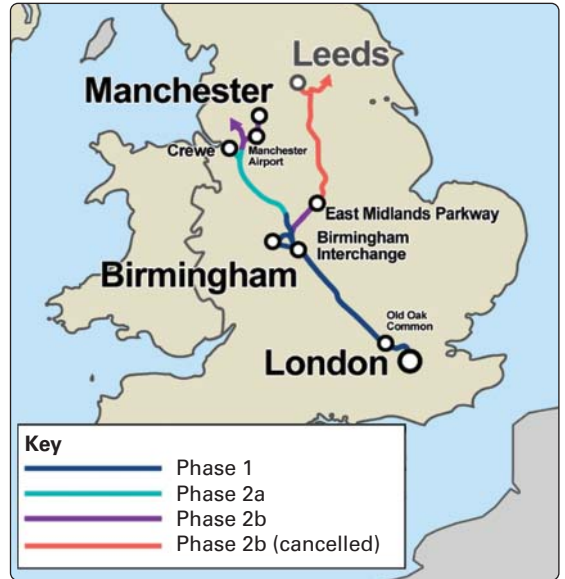 Leeds
Manchester
Crewe
Manchester
Airport
East Midlands Parkway
Birmingham
Interchange
Birmingham
Old Oak
Common
London
Key
Phase 1
Phase 2a
Phase 2b
Phase 2b (cancelled)